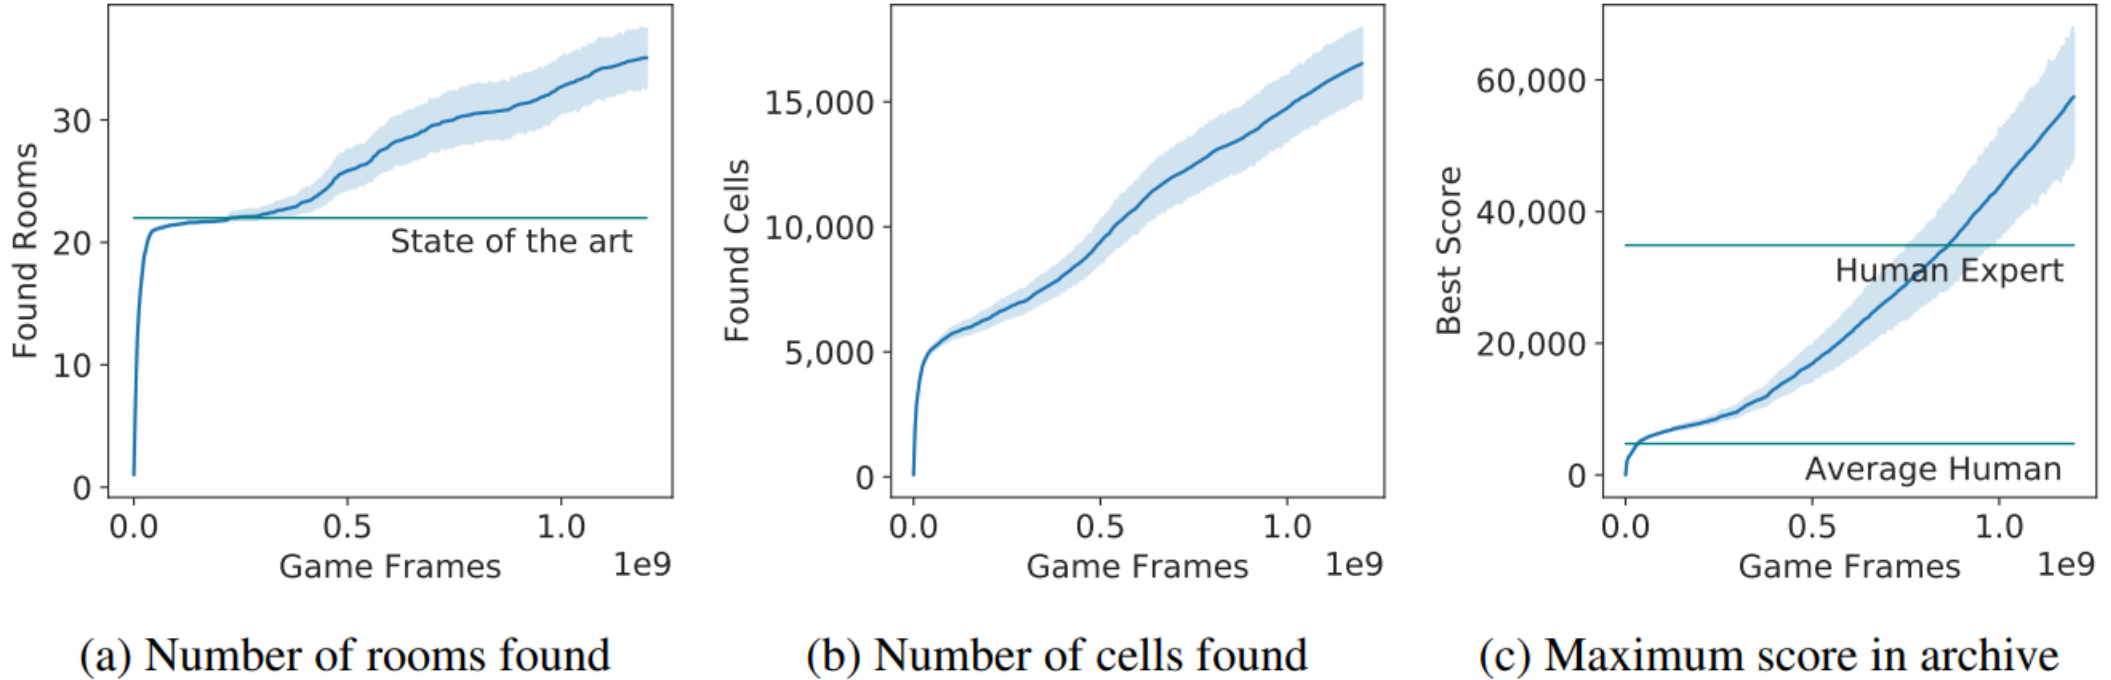 30
20
10
0
Found Rooms
State of the art
0.0 0.5 1.0
Game Frames 1e9
(a) Number of rooms found
15,000
10,000
5,000
0
Found Cells
0.0 0.5 1.0
Game Frames 1e9
(b) Number of cells found
60,000
40,000
20,000
0
Best Score
Human Expert
Average Human
0.0 0.5 1.0
Game Frames 1e9
(c) Maximum score in archive